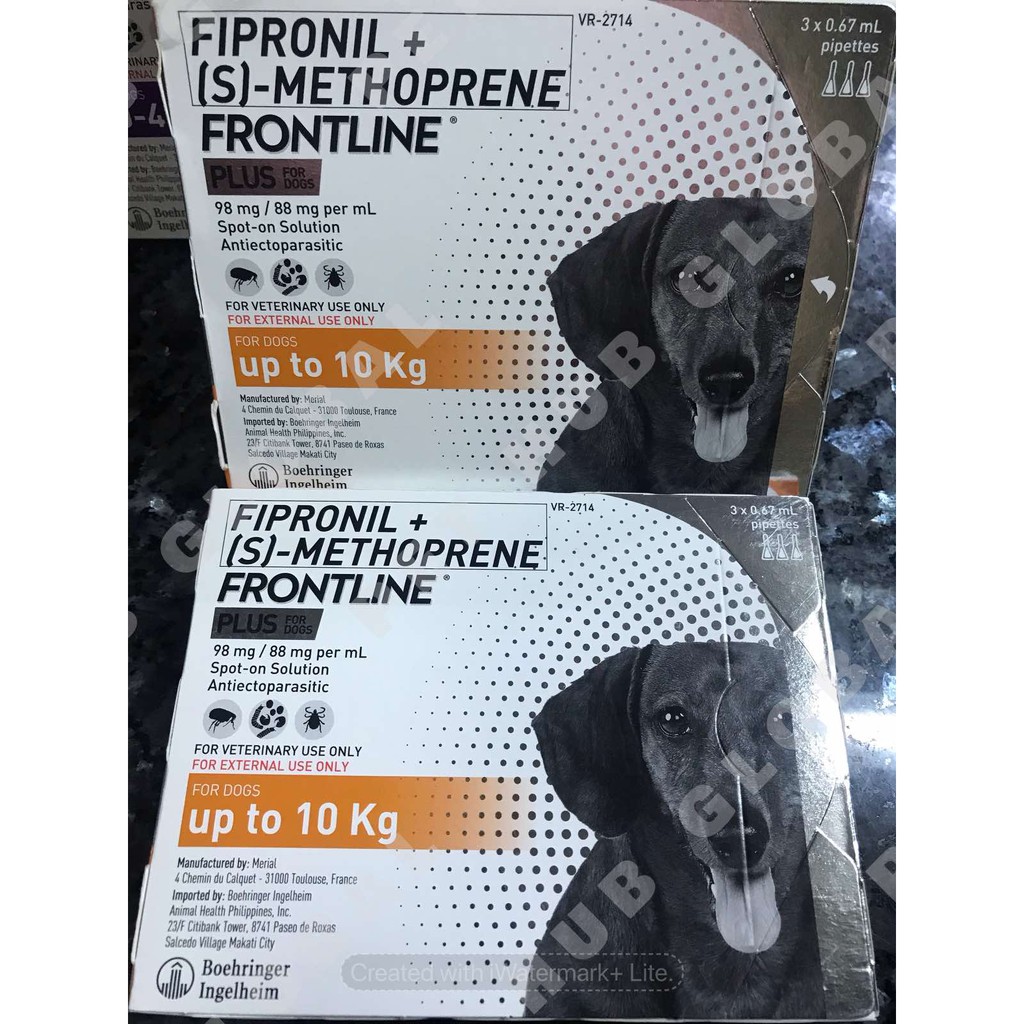 FIPRONIL +
(S)-METHOPRENE
FRONTLINE®
PLUS FOR DOGS
98 mg / 88 mg per mL
Spot-on Solution
Antiectoparasitic
FOR VETERINARY USE ONLY
FOR EXTERNAL USE ONLY
FOR DOGS
up to 10 Kg
Manufactured by: Merial
4 Chemin du Calquet - 31000 Toulouse, France
Imported by: Boehringer Ingelheim
Animal Health Philippines, Inc.
23/F Citibank Tower, 8741 Paseo de Roxas
Salcedo Village Makati City
Boehringer
Ingelheim
VR-2714
3 x 0.67 mL
pipettes
FIPRONIL +
(S)-METHOPRENE
FRONTLINE®
PLUS FOR DOGS
98 mg / 88 mg per mL
Spot-on Solution
Antiectoparasitic
FOR VETERINARY USE ONLY
FOR EXTERNAL USE ONLY
FOR DOGS
up to 10 Kg
Manufactured by: Merial
4 Chemin du Calquet - 31000 Toulouse, France
Imported by: Boehringer Ingelheim
Animal Health Philippines, Inc.
23/F Citibank Tower, 8741 Paseo de Roxas
Salcedo Village Makati City
Boehringer
Ingelheim
VR-2714
3 x 0.67 mL
pipettes
HUB GLOBA
HUB GLOBA
Created with iWatermark+ Lite.